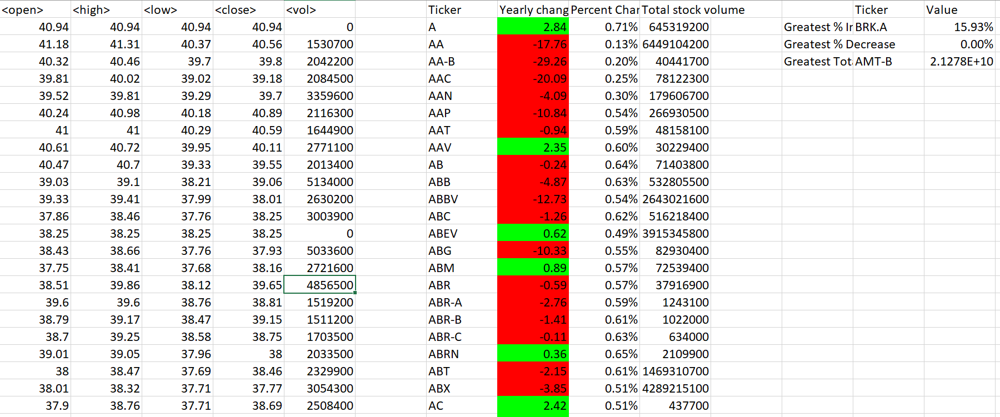 <open> <high> <low> <close> <vol> Ticker Yearly chang Percent Char Total stock volume Ticker Value
40.94 40.94 40.94 40.94 0 A 2.84 0.71% 645319200 Greatest % Ir BRK.A 15.93%
41.18 41.31 40.37 40.56 1530700 AA -17.76 0.13% 6449104200 Greatest % Decrease 0.00%
40.32 40.46 39.7 39.8 2042200 AA-B -29.26 0.20% 40441700 Greatest Tota AMT-B 2.1278E+10
39.81 40.02 39.02 39.18 2084500 AAC -20.09 0.25% 78122300
39.52 39.81 39.29 39.7 3359600 AAN -4.09 0.30% 179606700
40.24 40.98 40.18 40.89 2116300 AAP -10.84 0.54% 266930500
41 41 40.29 40.59 1644900 AAT -0.94 0.59% 48158100
40.61 40.72 39.95 40.11 2771100 AAV 2.35 0.60% 30229400
40.47 40.7 39.33 39.55 2013400 AB -0.24 0.64% 71403800
39.03 39.1 38.21 39.06 5134000 ABB -4.87 0.63% 532805500
39.33 39.41 37.99 38.01 2630200 ABBV -12.73 0.54% 2643021600
37.86 38.46 37.76 38.25 3003900 ABC -1.26 0.62% 516218400
38.25 38.25 38.25 38.25 0 ABEV 0.62 0.49% 3915345800
38.43 38.66 37.76 37.93 5033600 ABG -10.33 0.55% 82930400
37.75 38.41 37.68 38.16 2721600 ABM 0.89 0.57% 72539400
38.51 39.86 38.12 39.65 4856500 ABR -0.59 0.57% 37916900
39.6 39.6 38.76 38.81 1519200 ABR-A -2.76 0.59% 1243100
38.79 39.17 38.47 39.15 1511200 ABR-B -1.41 0.61% 1022000
38.7 39.25 38.58 38.75 1703500 ABR-C -0.11 0.63% 634000
39.01 39.05 37.96 38 2033500 ABRN 0.36 0.65% 2109900
38 38.47 37.69 38.46 2329900 ABT -2.15 0.61% 1469310700
38.01 38.32 37.71 37.77 3054300 ABX -3.85 0.51% 4289215100
37.9 38.76 37.71 38.69 2508400 AC 2.42 0.51% 437700